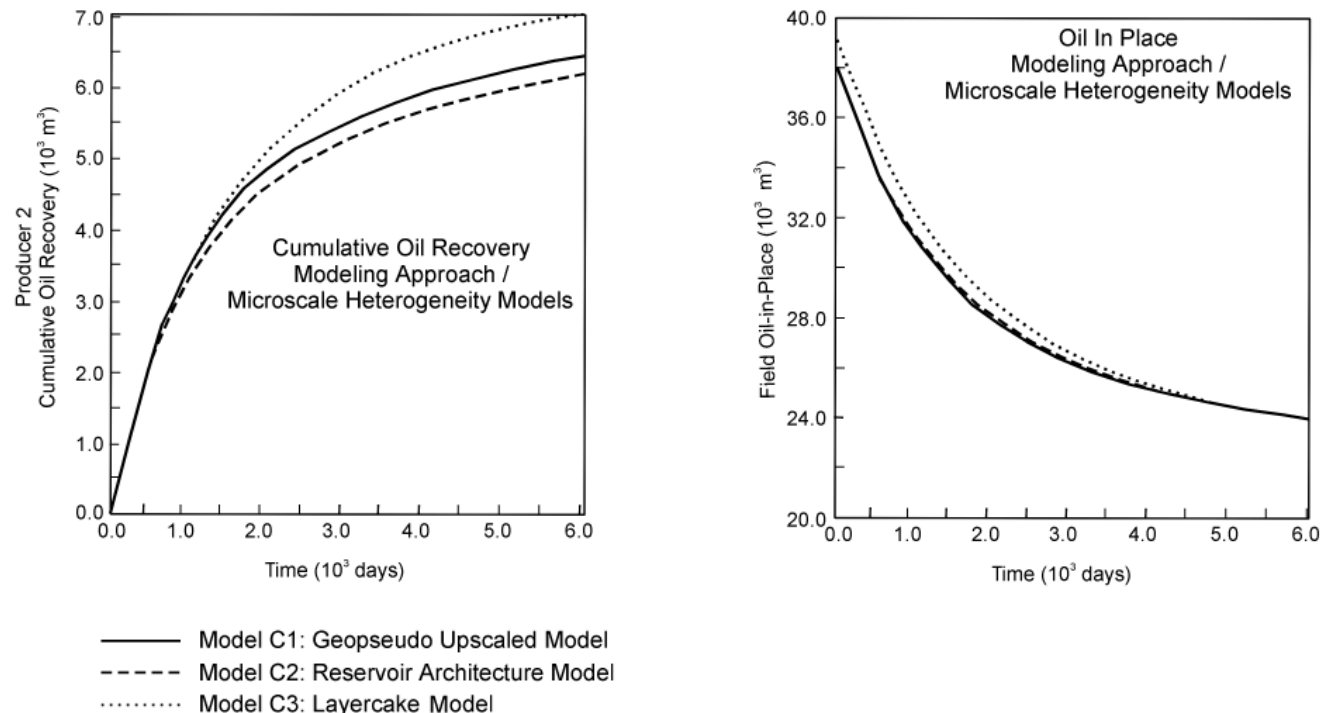 7.0
6.0
5.0
4.0
3.0
2.0
1.0
0.0
Producer 2
Cumulative Oil Recovery (10³ m³)
Cumulative Oil Recovery
Modeling Approach /
Microscale Heterogeneity Models
0.0 1.0 2.0 3.0 4.0 5.0 6.0
Time (10³ days)
40.0
36.0
32.0
28.0
24.0
20.0
Field Oil-in-Place (10³ m³)
Oil In Place
Modeling Approach /
Microscale Heterogeneity Models
0.0 1.0 2.0 3.0 4.0 5.0 6.0
Time (10³ days)
Model C1: Geopseudo Upscaled Model
Model C2: Reservoir Architecture Model
Model C3: Layercake Model